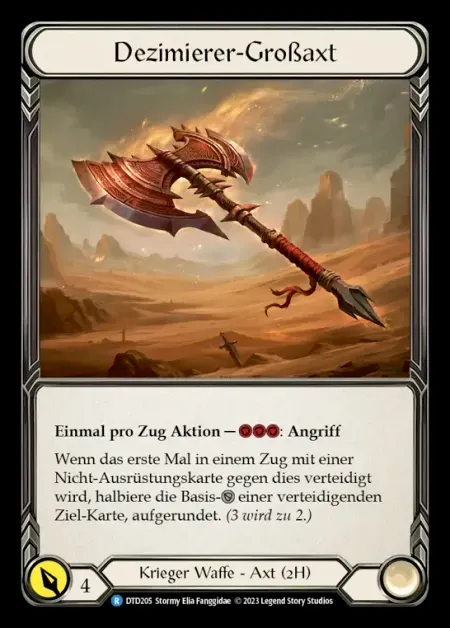 Dezimierer-Großaxt
Einmal pro Zug Aktion — : Angriff
Wenn das erste Mal in einem Zug mit einer
Nicht-Ausrüstungskarte gegen dies verteidigt
wird, halbiere die Basis- einer verteidigenden
Ziel-Karte, aufgerundet. (3 wird zu 2.)
4
Krieger Waffe - Axt (2H)
R DTD205 Stormy Elia Fanggidae © 2023 Legend Story Studios